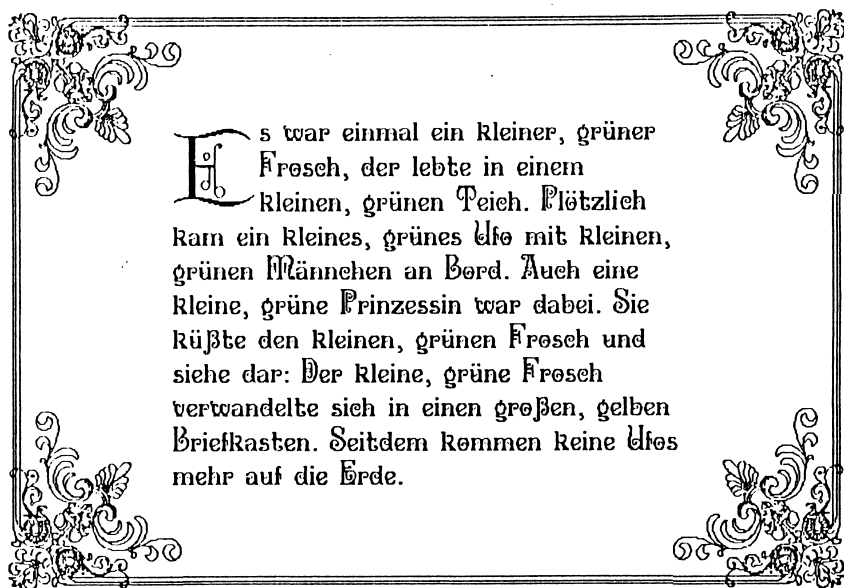 Es war einmal ein kleiner, grüner
Frosch, der lebte in einem
kleinen, grünen Teich. Plötzlich
kam ein kleines, grünes Ufo mit kleinen,
grünen Männchen an Bord. Auch eine
kleine, grüne Prinzessin war dabei. Sie
küßte den kleinen, grünen Frosch und
siehe dar: Der kleine, grüne Frosch
verwandelte sich in einen großen, gelben
Briefkasten. Seitdem kommen keine Ufos
mehr auf die Erde.